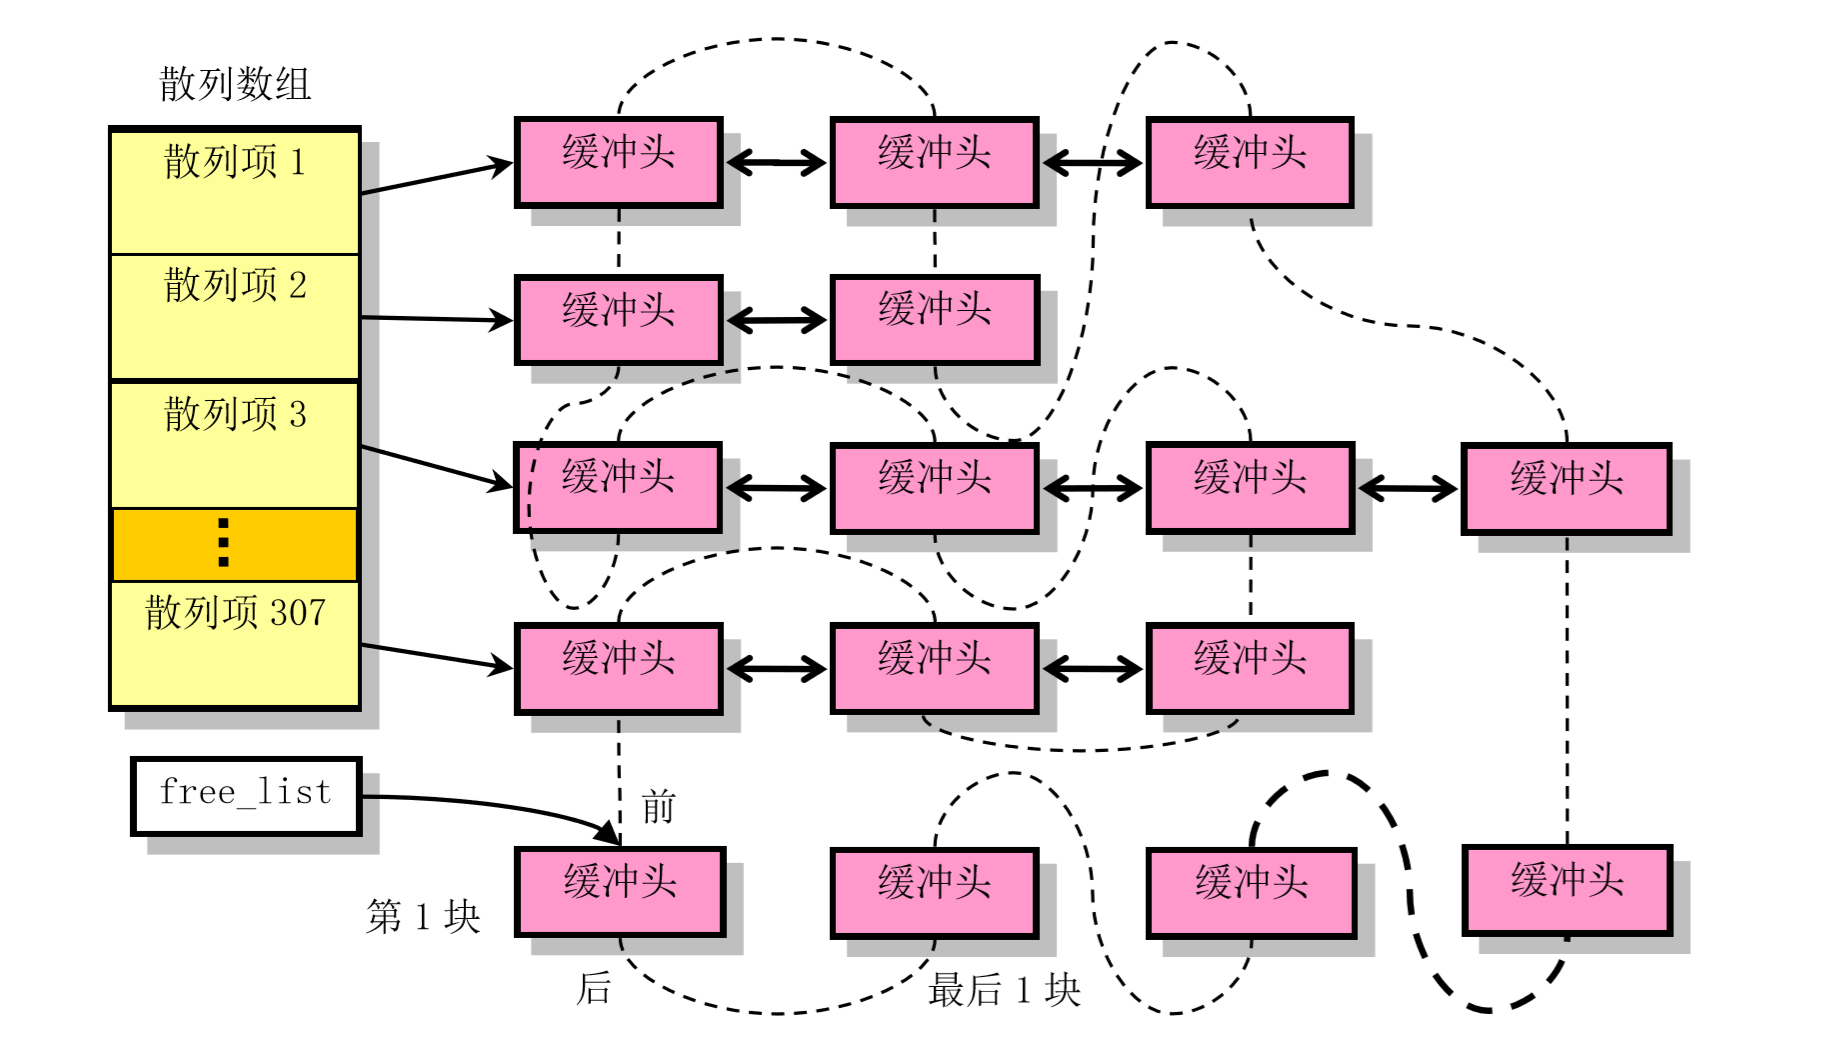 散列数组
散列项 1
缓冲头
缓冲头
缓冲头
散列项 2
缓冲头
缓冲头
散列项 3
缓冲头
缓冲头
缓冲头
缓冲头
散列项 307
缓冲头
缓冲头
缓冲头
free_list
前
缓冲头
缓冲头
缓冲头
缓冲头
第 1 块
后
最后 1 块